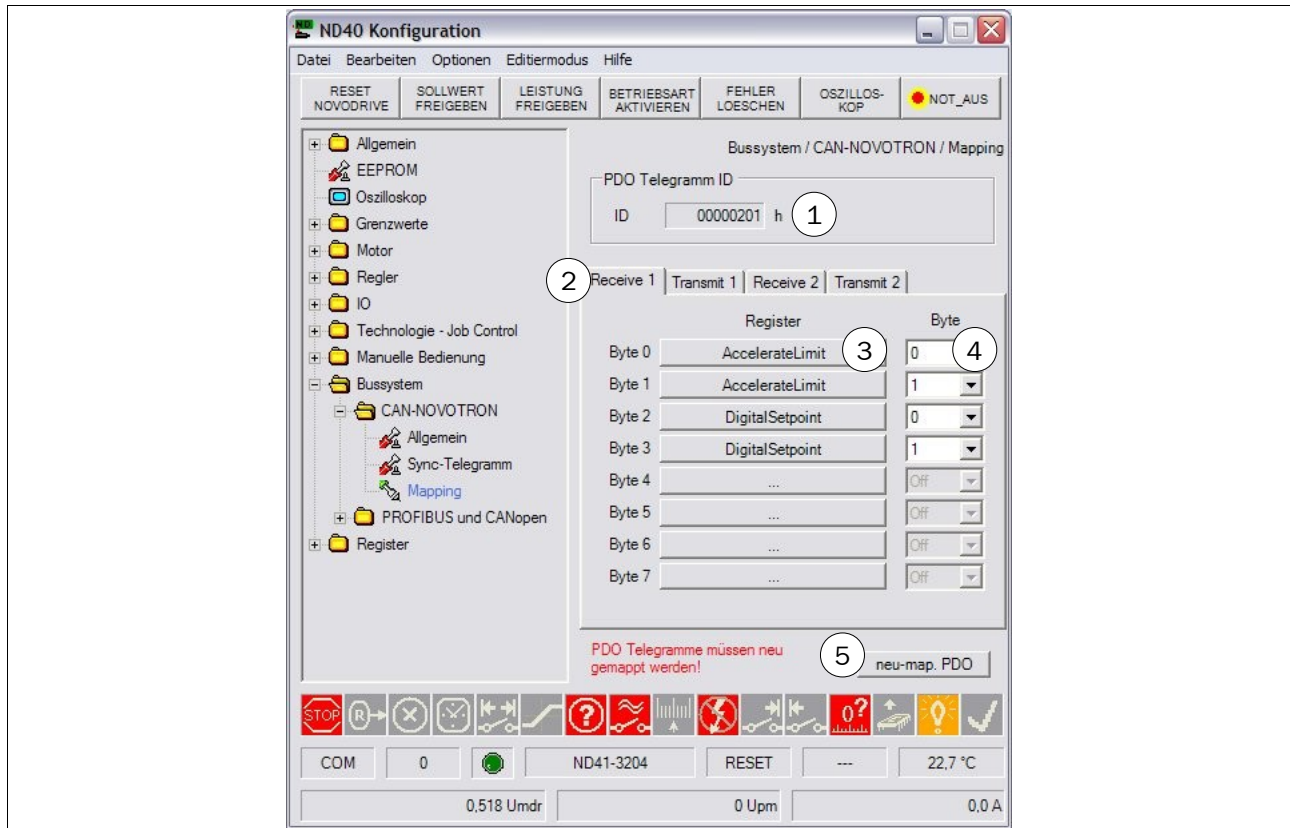 ND40 Konfiguration
Datei Bearbeiten Optionen Editiermodus Hilfe
RESET NOVODRIVE
SOLLWERT FREIGEBEN
LEISTUNG FREIGEBEN
BETRIEBSART AKTIVIEREN
FEHLER LOESCHEN
OSZILLOS-KOP
NOT_AUS
Allgemein
EEPROM
Oszilloskop
Grenzwerte
Motor
Regler
IO
Technologie - Job Control
Manuelle Bedienung
Bussystem
CAN-NOVOTRON
Allgemein
Sync-Telegramm
Mapping
PROFIBUS und CANopen
Register
Bussystem / CAN-NOVOTRON / Mapping
PDO Telegramm ID
ID 00000201 h 1
2 Receive 1 Transmit 1 Receive 2 Transmit 2
Register Byte
Byte 0 AccelerateLimit 3 0 4
Byte 1 AccelerateLimit 1
Byte 2 DigitalSetpoint 0
Byte 3 DigitalSetpoint 1
Byte 4 ... Off
Byte 5 ... Off
Byte 6 ... Off
Byte 7 ... Off
PDO Telegramme müssen neu
gemappt werden!
5 neu-map. PDO
STOP R ? 0?
COM 0 ND41-3204 RESET --- 22,7 °C
0,518 Umdr 0 Upm 0,0 A